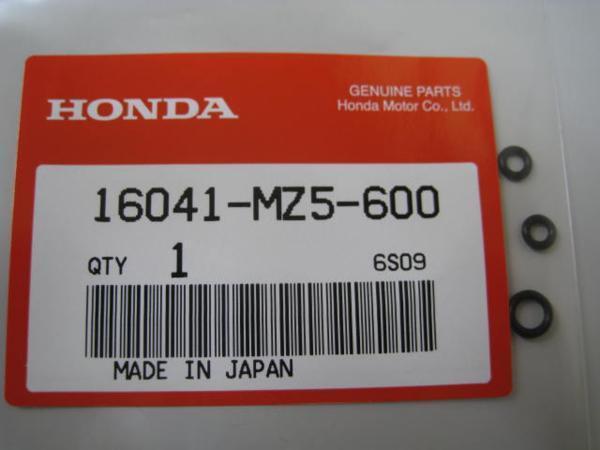 HONDA
GENUINE PARTS
Honda Motor Co., Ltd.
16041-MZ5-600
QTY 1 6S09
MADE IN JAPAN